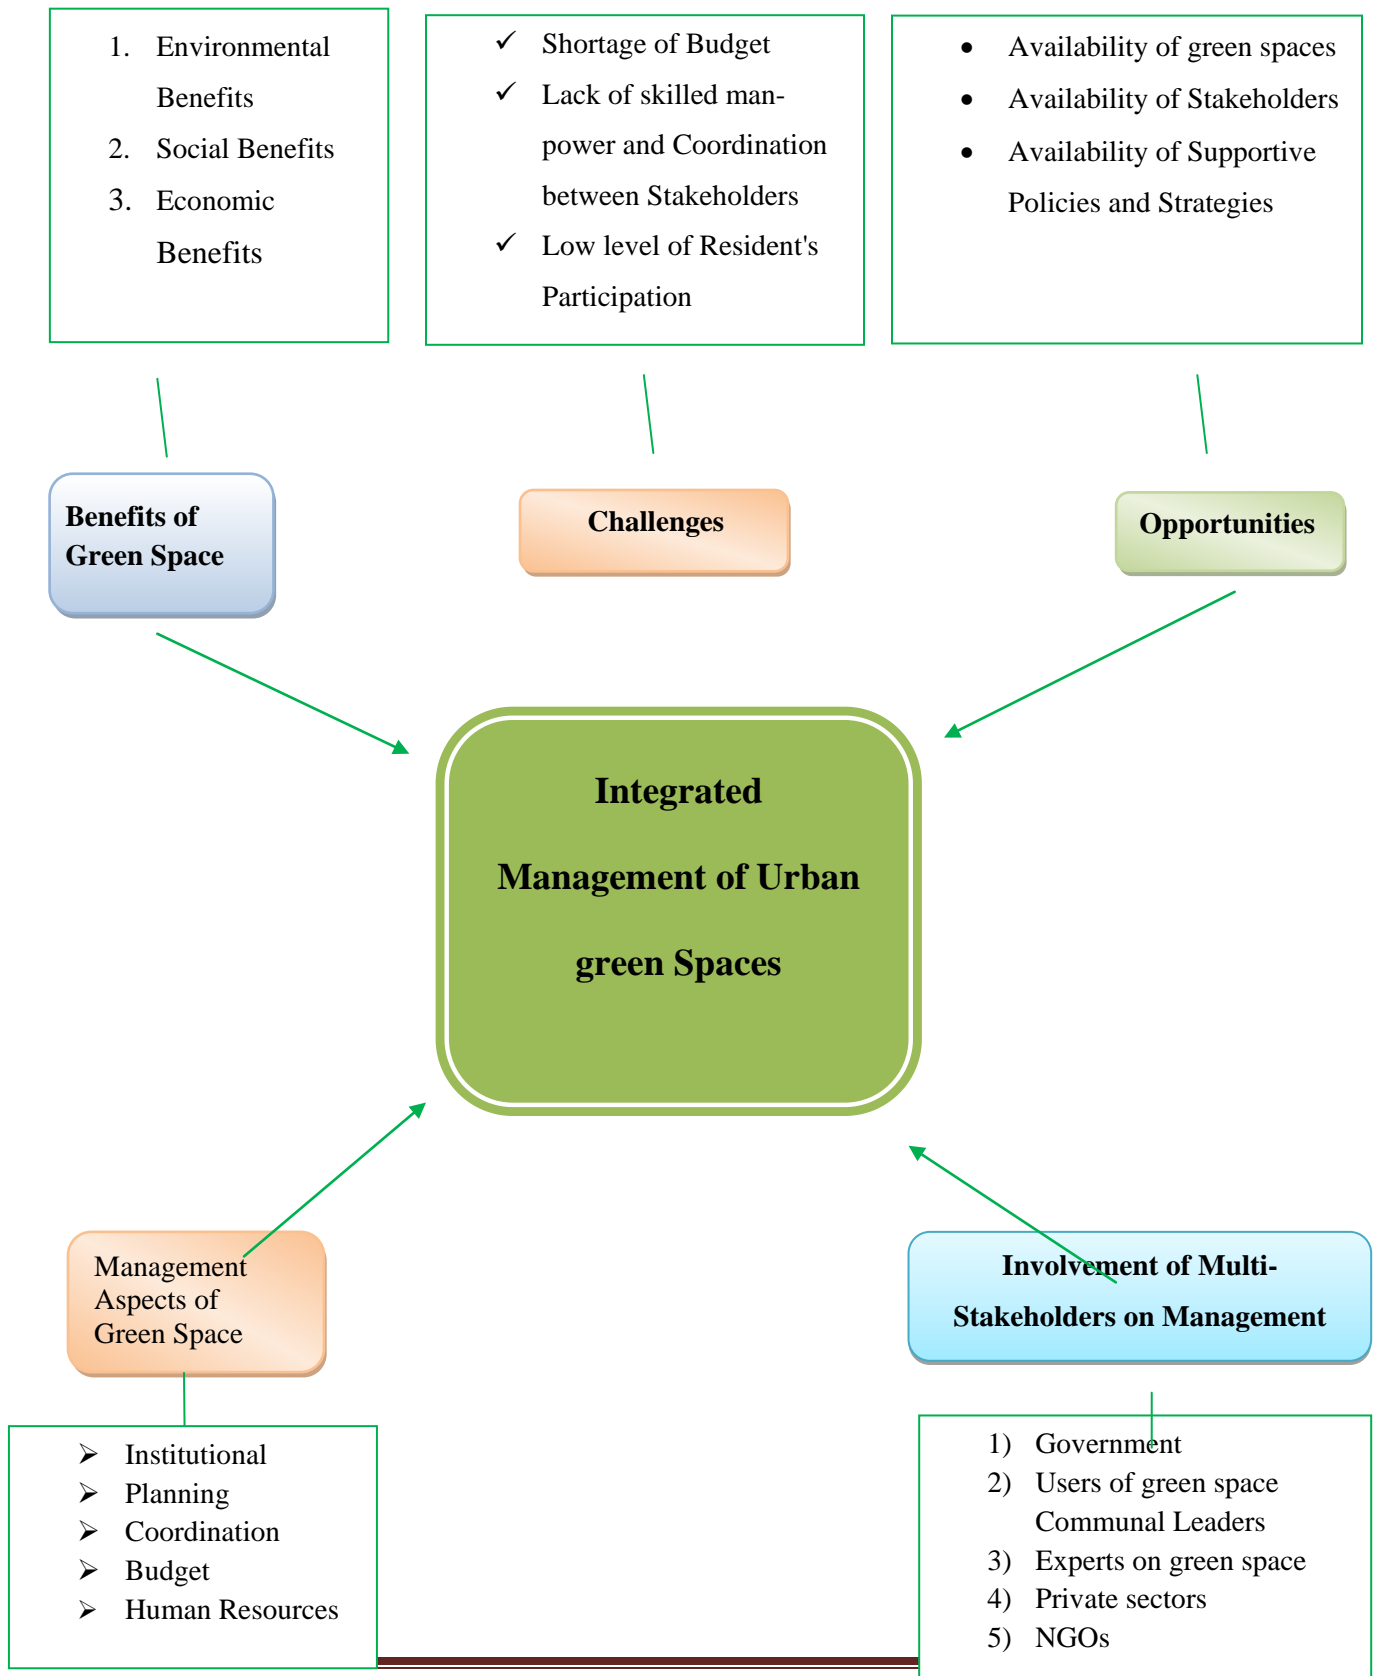 1. Environmental
Benefits
2. Social Benefits
3. Economic
Benefits
✓ Shortage of Budget
✓ Lack of skilled man-
power and Coordination
between Stakeholders
✓ Low level of Resident's
Participation
• Availability of green spaces
• Availability of Stakeholders
• Availability of Supportive
Policies and Strategies
Benefits of
Green Space
Challenges
Opportunities
Integrated
Management of Urban
green Spaces
Management
Aspects of
Green Space
Involvement of Multi-
Stakeholders on Management
➢ Institutional
➢ Planning
➢ Coordination
➢ Budget
➢ Human Resources
1) Government
2) Users of green space
Communal Leaders
3) Experts on green space
4) Private sectors
5) NGOs